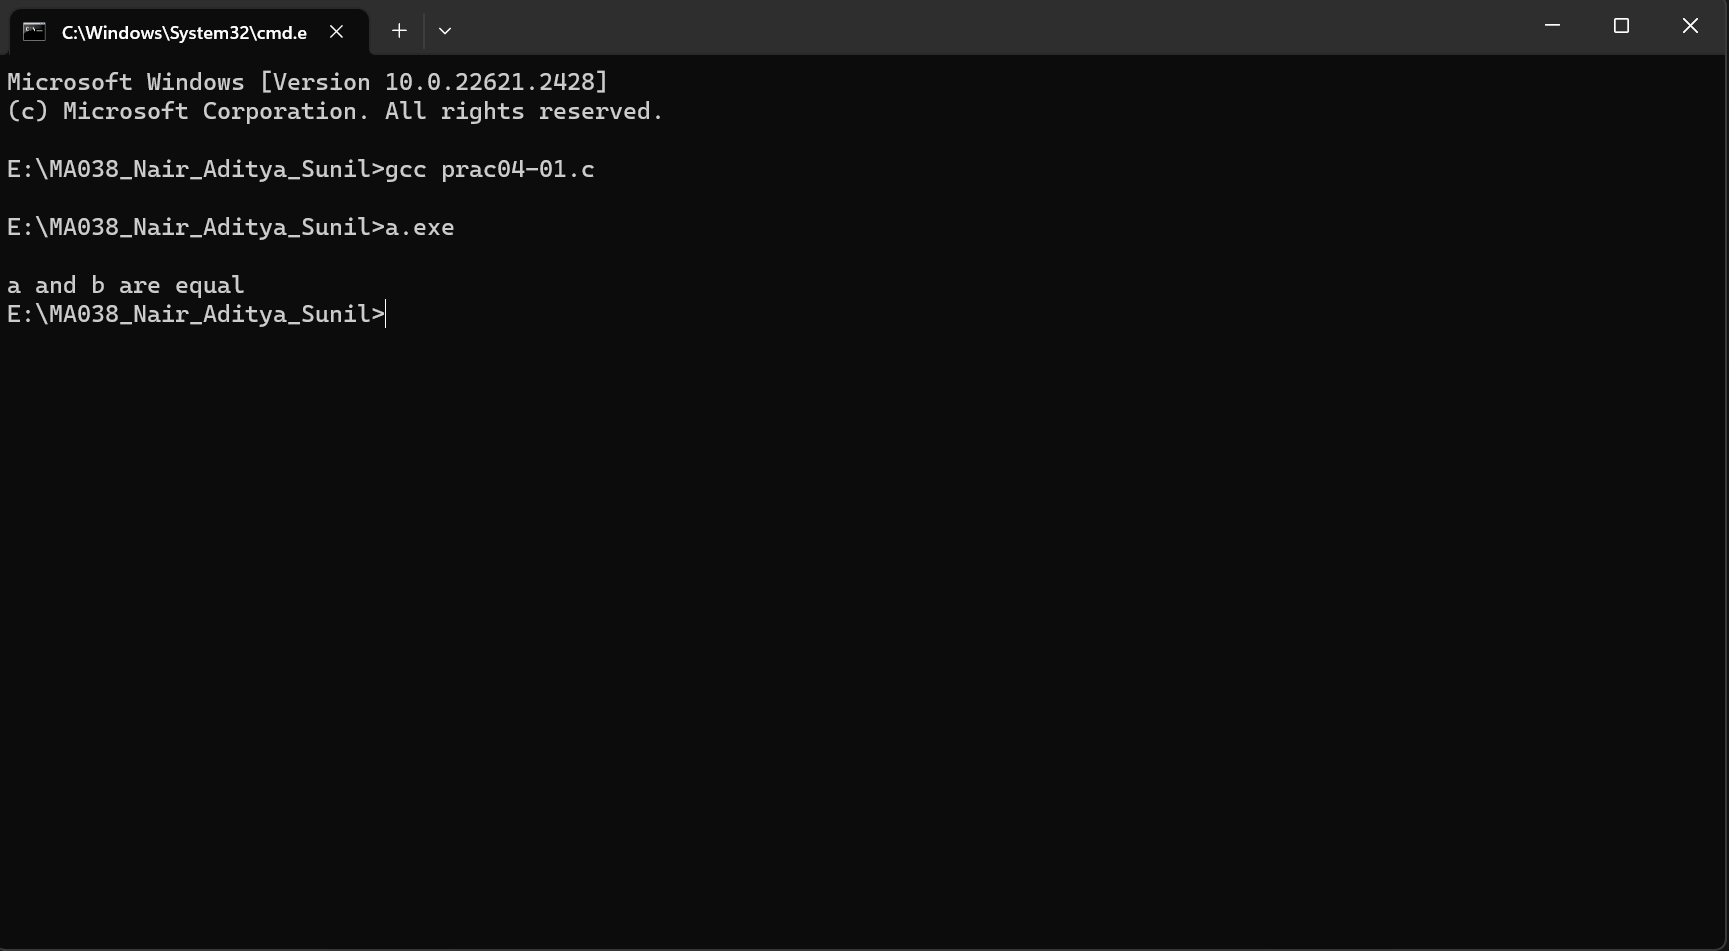 C:\Windows\System32\cmd.e
Microsoft Windows [Version 10.0.22621.2428]
(c) Microsoft Corporation. All rights reserved.
E:\MA038_Nair_Aditya_Sunil>gcc prac04-01.c
E:\MA038_Nair_Aditya_Sunil>a.exe
a and b are equal
E:\MA038_Nair_Aditya_Sunil>